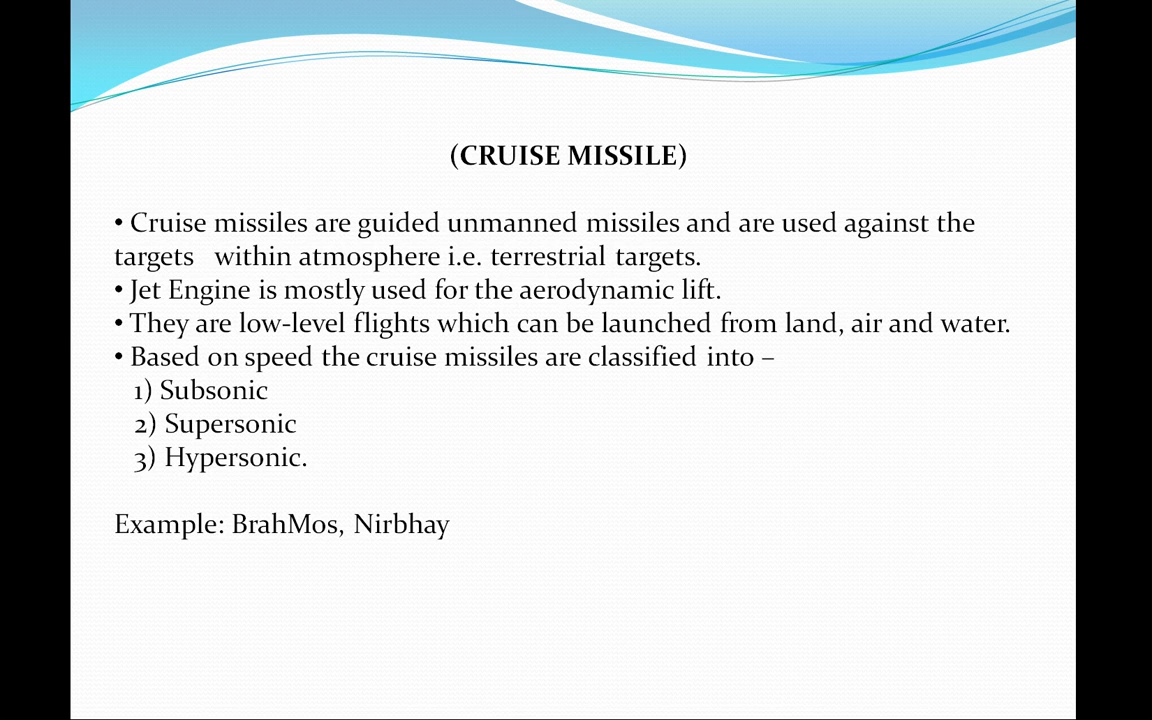 (CRUISE MISSILE)
• Cruise missiles are guided unmanned missiles and are used against the
targets within atmosphere i.e. terrestrial targets.
• Jet Engine is mostly used for the aerodynamic lift.
• They are low-level flights which can be launched from land, air and water.
• Based on speed the cruise missiles are classified into –
1) Subsonic
2) Supersonic
3) Hypersonic.
Example: BrahMos, Nirbhay